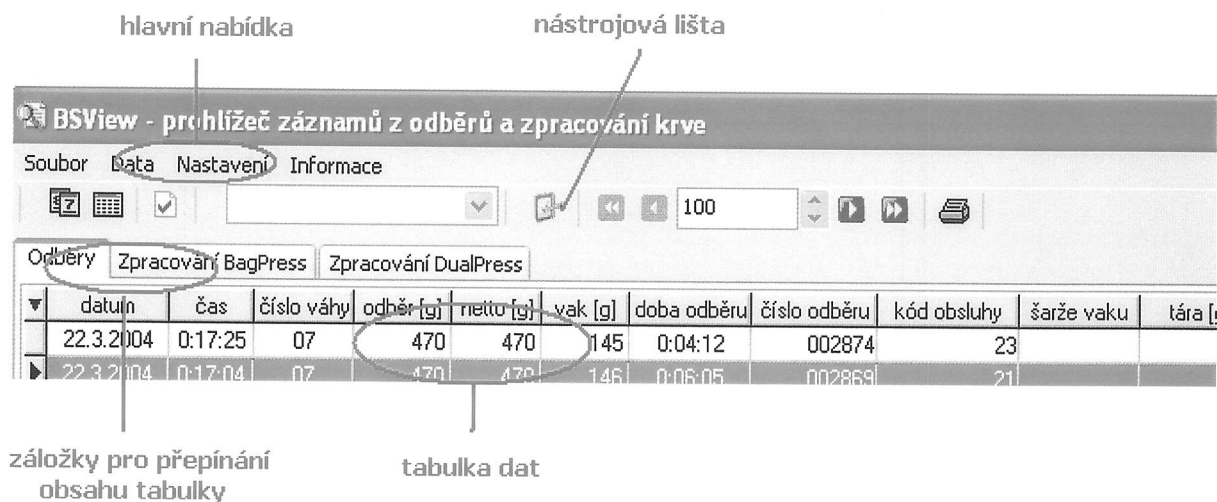 hlavní nabídka nástrojová lišta
BSView - prohlížeč záznamů z odběrů a zpracování krve
Soubor Data Nastavení Informace
100
Odběry Zpracování BagPress Zpracování DualPress
datum čas číslo váhy odběr [g] netto [g] vak [g] doba odběru číslo odběru kód obsluhy šarže vaku tára [g
22.3.2004 0:17:25 07 470 470 145 0:04:12 002874 23
22.3.2004 0:17:04 07 470 470 146 0:06:05 002869 21
záložky pro přepínání
obsahu tabulky
tabulka dat